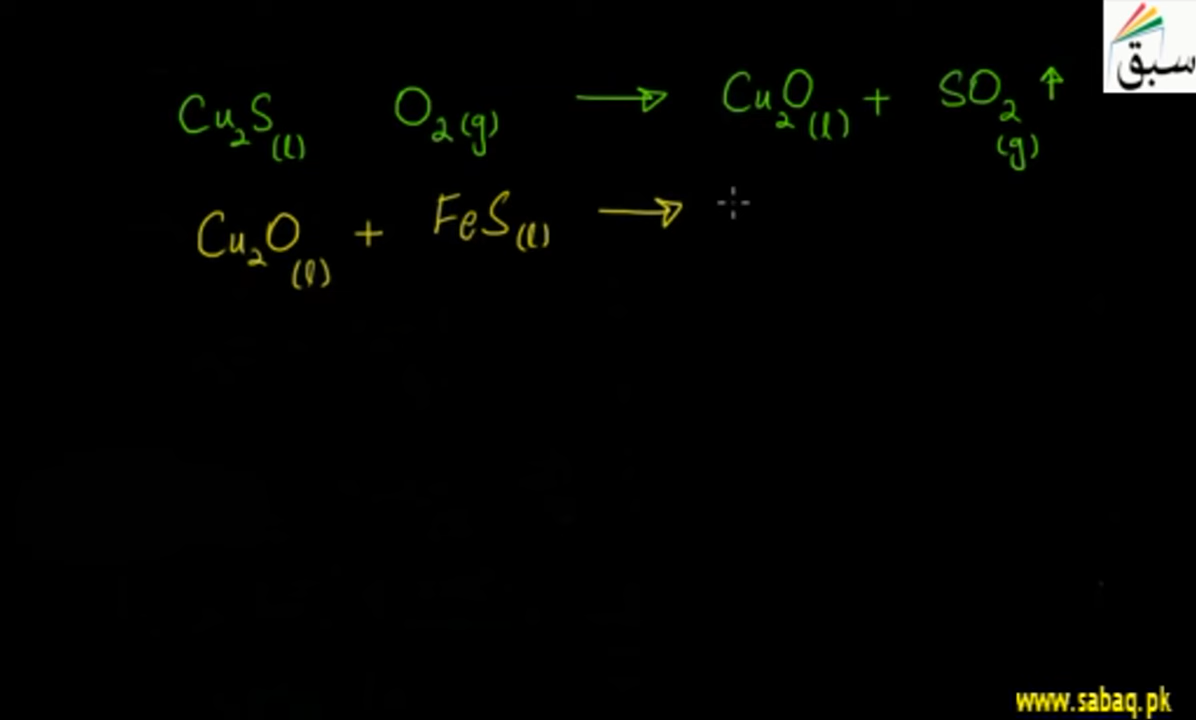 سبق
Cu₂S(l) O₂(g) → Cu₂O(l) + SO₂(g) ↑
Cu₂O(l) + FeS(l) →
www.sabaq.pk